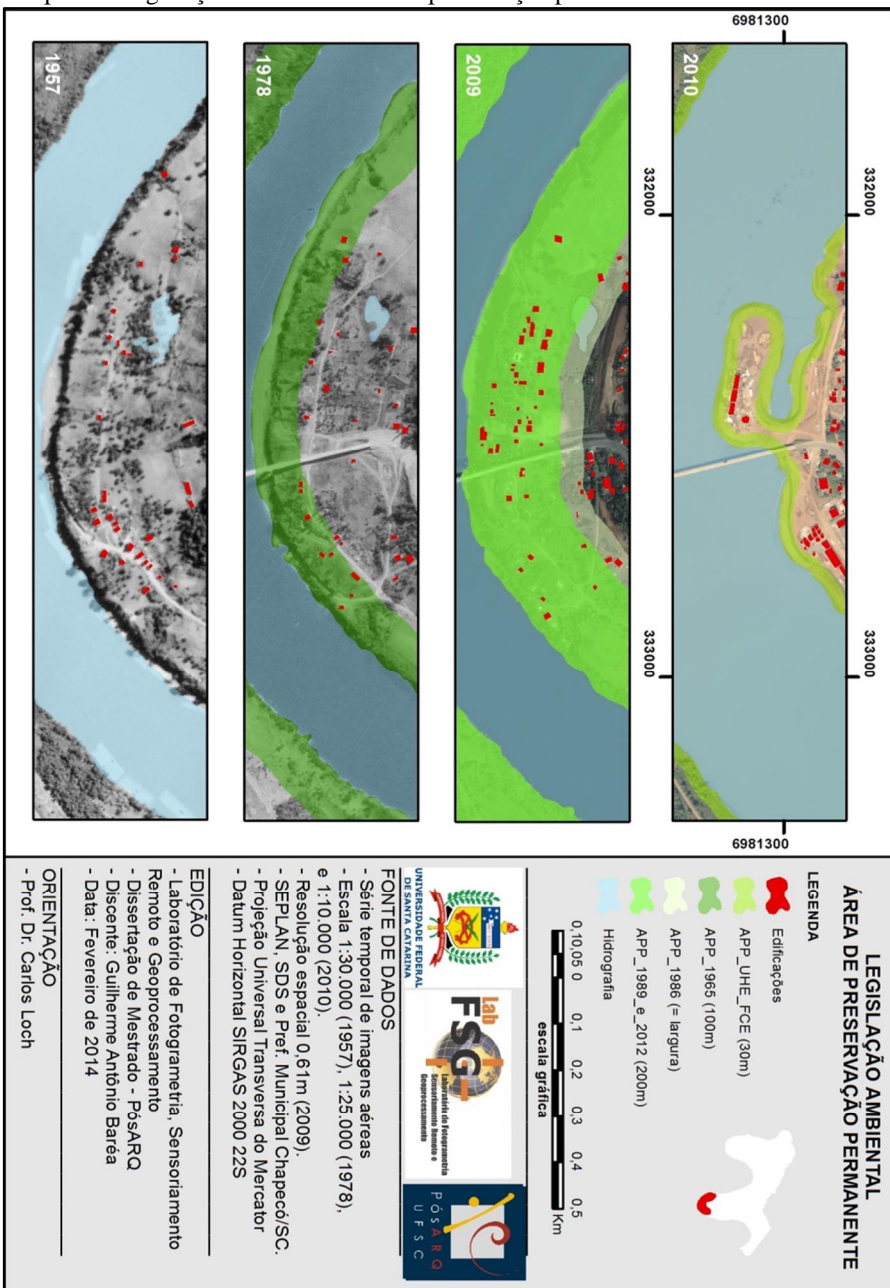 LEGISLAÇÃO AMBIENTAL
ÁREA DE PRESERVAÇÃO PERMANENTE
LEGENDA
Edificações
APP_UHE_FCE (30m)
APP_1965 (100m)
APP_1986 (= largura)
APP_1989_e_2012 (200m)
Hidrografia
escala gráfica
0,10,05 0 0,1 0,2 0,3 0,4 0,5
Km
UNIVERSIDADE FEDERAL
DE SANTA CATARINA
Lab
FSG
Laboratório de Fotogrametria
Sensoriamento Remoto e
Geoprocessamento
PÓSARQ
UFSC
FONTE DE DADOS
- Série temporal de imagens aéreas
- Escala 1:30.000 (1957), 1:25.000 (1978),
e 1:10.000 (2010).
- Resolução espacial 0,61m (2009).
- SEPLAN, SDS e Pref. Municipal Chapecó/SC.
- Projeção Universal Transversa do Mercator
- Datum Horizontal SIRGAS 2000 22S
EDIÇÃO
- Laboratório de Fotogrametria, Sensoriamento
Remoto e Geoprocessamento
- Dissertação de Mestrado - PósARQ
- Discente: Guilherme Antônio Baréa
- Data: Fevereiro de 2014
ORIENTAÇÃO
- Prof. Dr. Carlos Loch
332000
333000
6981300
6981300
2010
332000
333000
2009
1978
1957